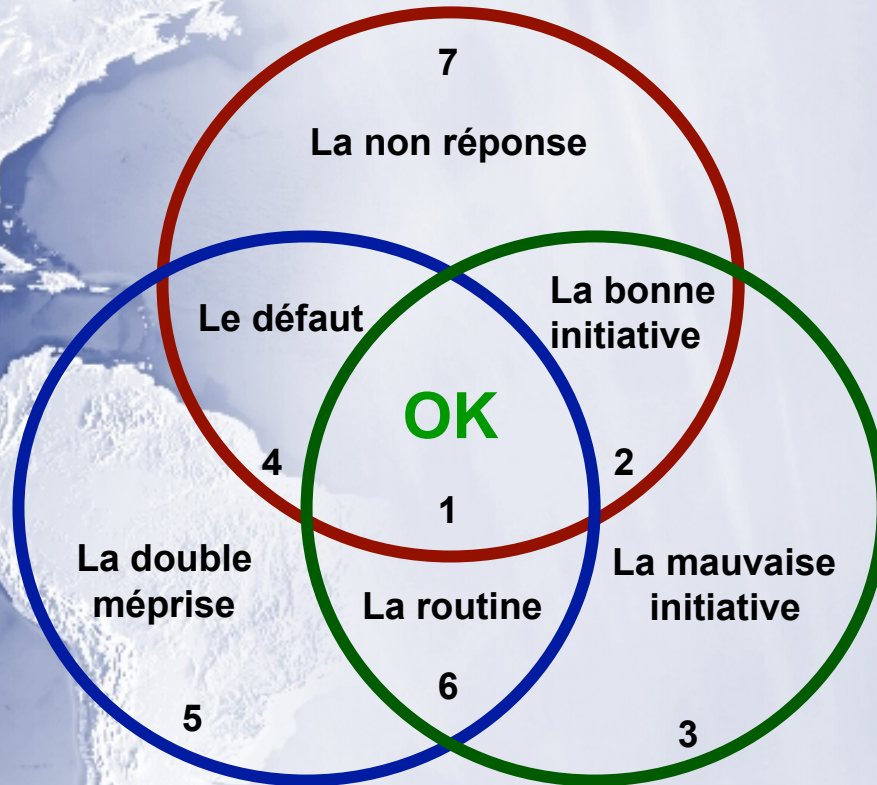 7
La non réponse
La bonne
initiative
Le défaut
OK
4
2
1
La double
méprise
La routine
La mauvaise
initiative
6
5
3